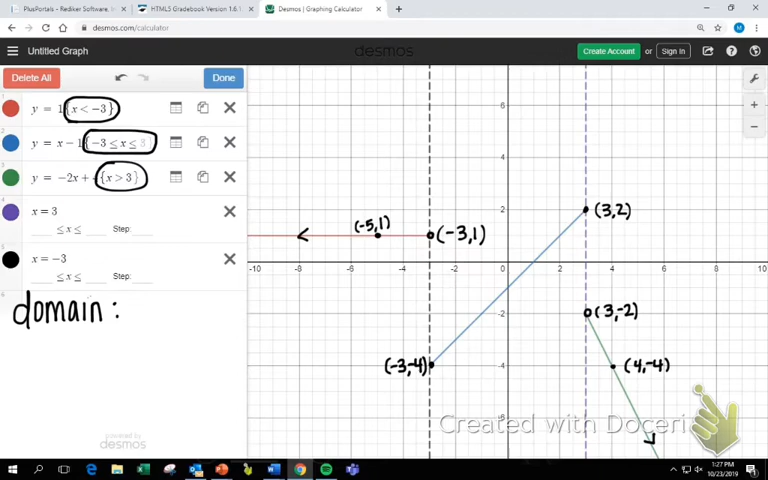 PlusPortals - Rediker Software
HTML5 Gradebook Version 1.6.
Desmos | Graphing Calculator
desmos.com/calculator
Untitled Graph
desmos
Create Account
or
Sign In
Delete All
Done
1
y = 1{x < −3}
2
y = x − 1{−3 ≤ x ≤ 3}
y = −2x + {x > 3}
x = 3
≤ x ≤ Step:
x = −3
≤ x ≤ Step:
6
domain:
powered by
desmos
6
4
2
-2
-4
-10 -8 -6 -4 -2 0 2 4 6 8 10
(-5,1)
(-3,1)
(3,2)
(3,-2)
(-3,-4)
(4,-4)
Created with Doceri
1:27 PM
10/23/2019